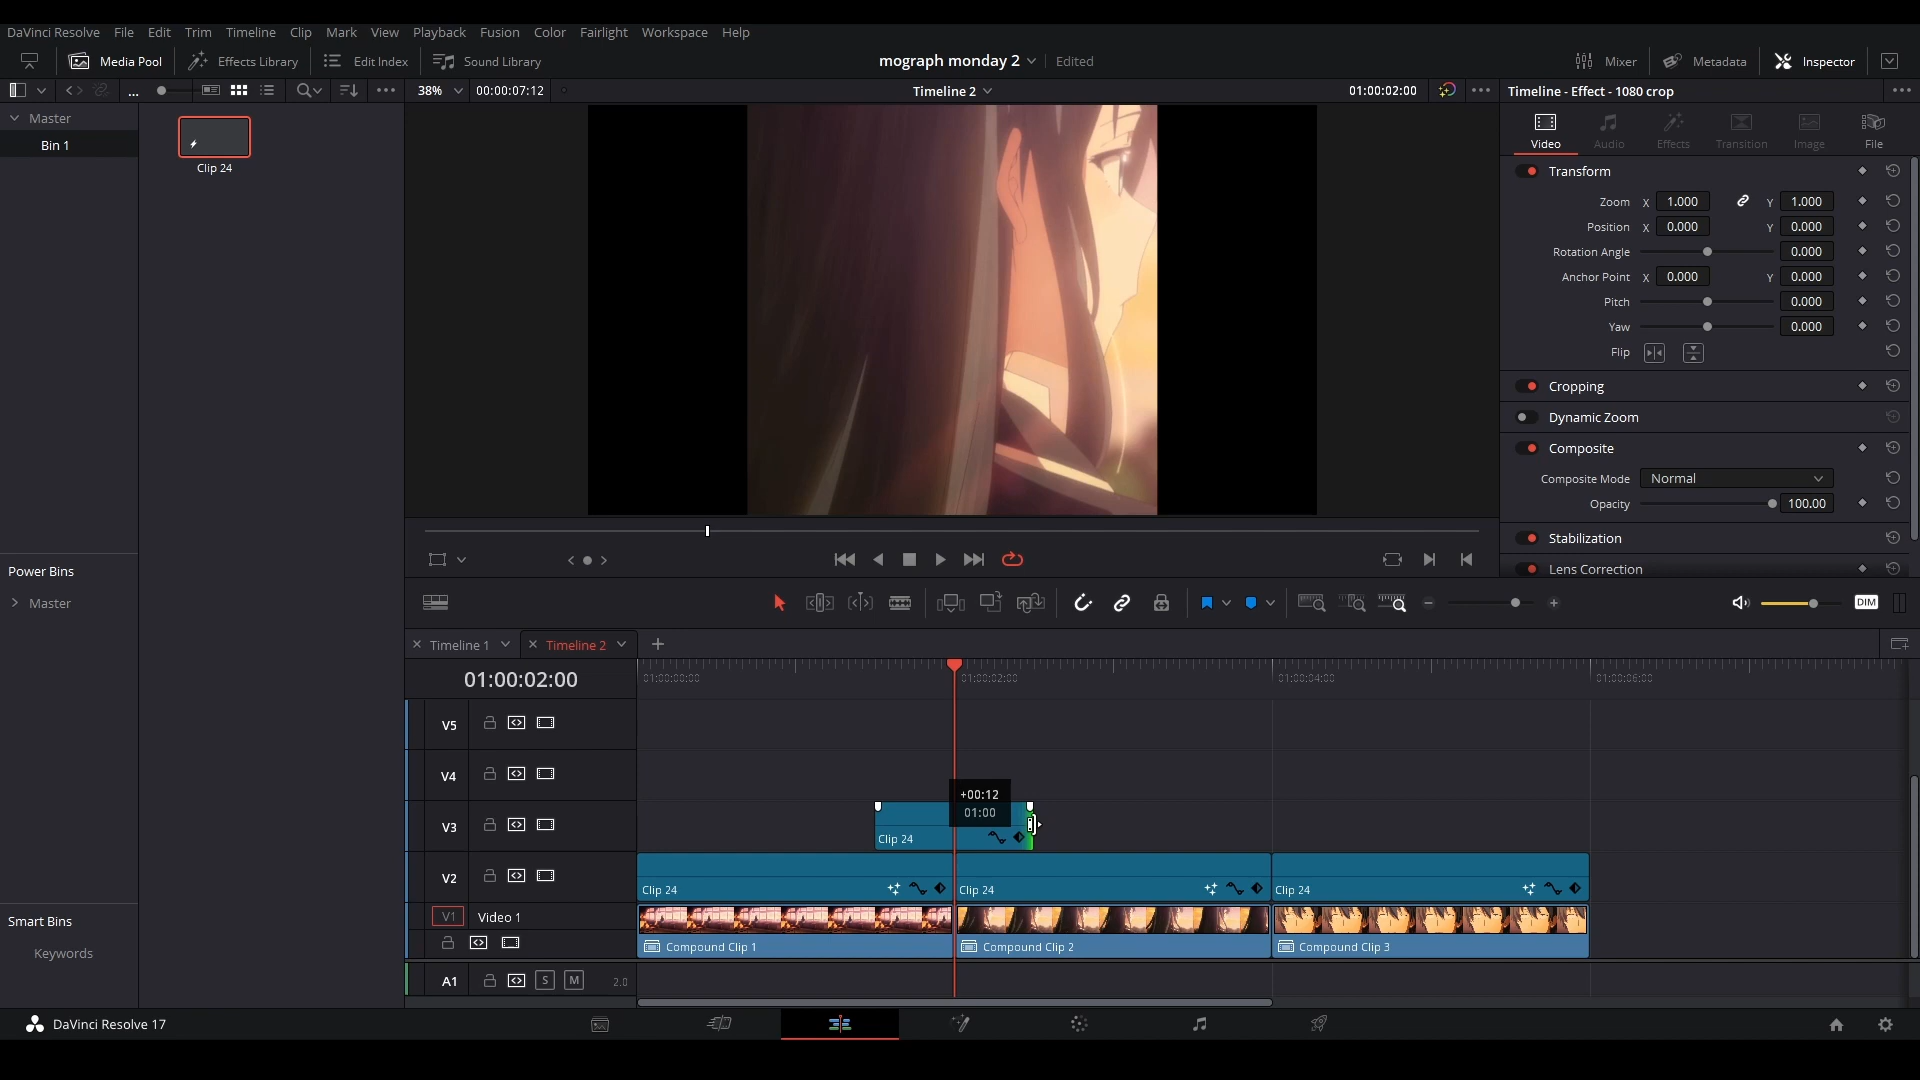 DaVinci Resolve File Edit Trim Timeline Clip Mark View Playback Fusion Color Fairlight Workspace Help
Media Pool Effects Library Edit Index Sound Library mograph monday 2 Edited Mixer Metadata Inspector
... 38% 00:00:07:12 Timeline 2 01:00:02:00 Timeline - Effect - 1080 crop
Master
Bin 1
Clip 24
Video Audio Effects Transition Image File
Transform
Zoom X 1.000 Y 1.000
Position X 0.000 Y 0.000
Rotation Angle 0.000
Anchor Point X 0.000 Y 0.000
Pitch 0.000
Yaw 0.000
Flip
Cropping
Dynamic Zoom
Composite
Composite Mode Normal
Opacity 100.00
Stabilization
Lens Correction
Power Bins
Master
DIM
Timeline 1 Timeline 2
01:00:02:00 01:00:00:00 01:00:02:00 01:00:04:00 01:00:06:00
V5
V4
+00:12
01:00
V3
Clip 24
V2
Clip 24 Clip 24 Clip 24
V1 Video 1
Compound Clip 1 Compound Clip 2 Compound Clip 3
A1 S M 2.0
Smart Bins
Keywords
DaVinci Resolve 17